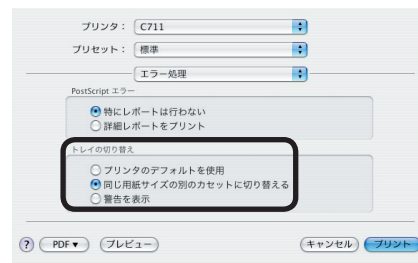 プリンタ： C711
プリセット： 標準
エラー処理
PostScript エラー
特にレポートは行わない
詳細レポートをプリント
トレイの切り替え
プリンタのデフォルトを使用
同じ用紙サイズの別のカセットに切り替える
警告を表示
? PDF▼ プレビュー キャンセル プリント